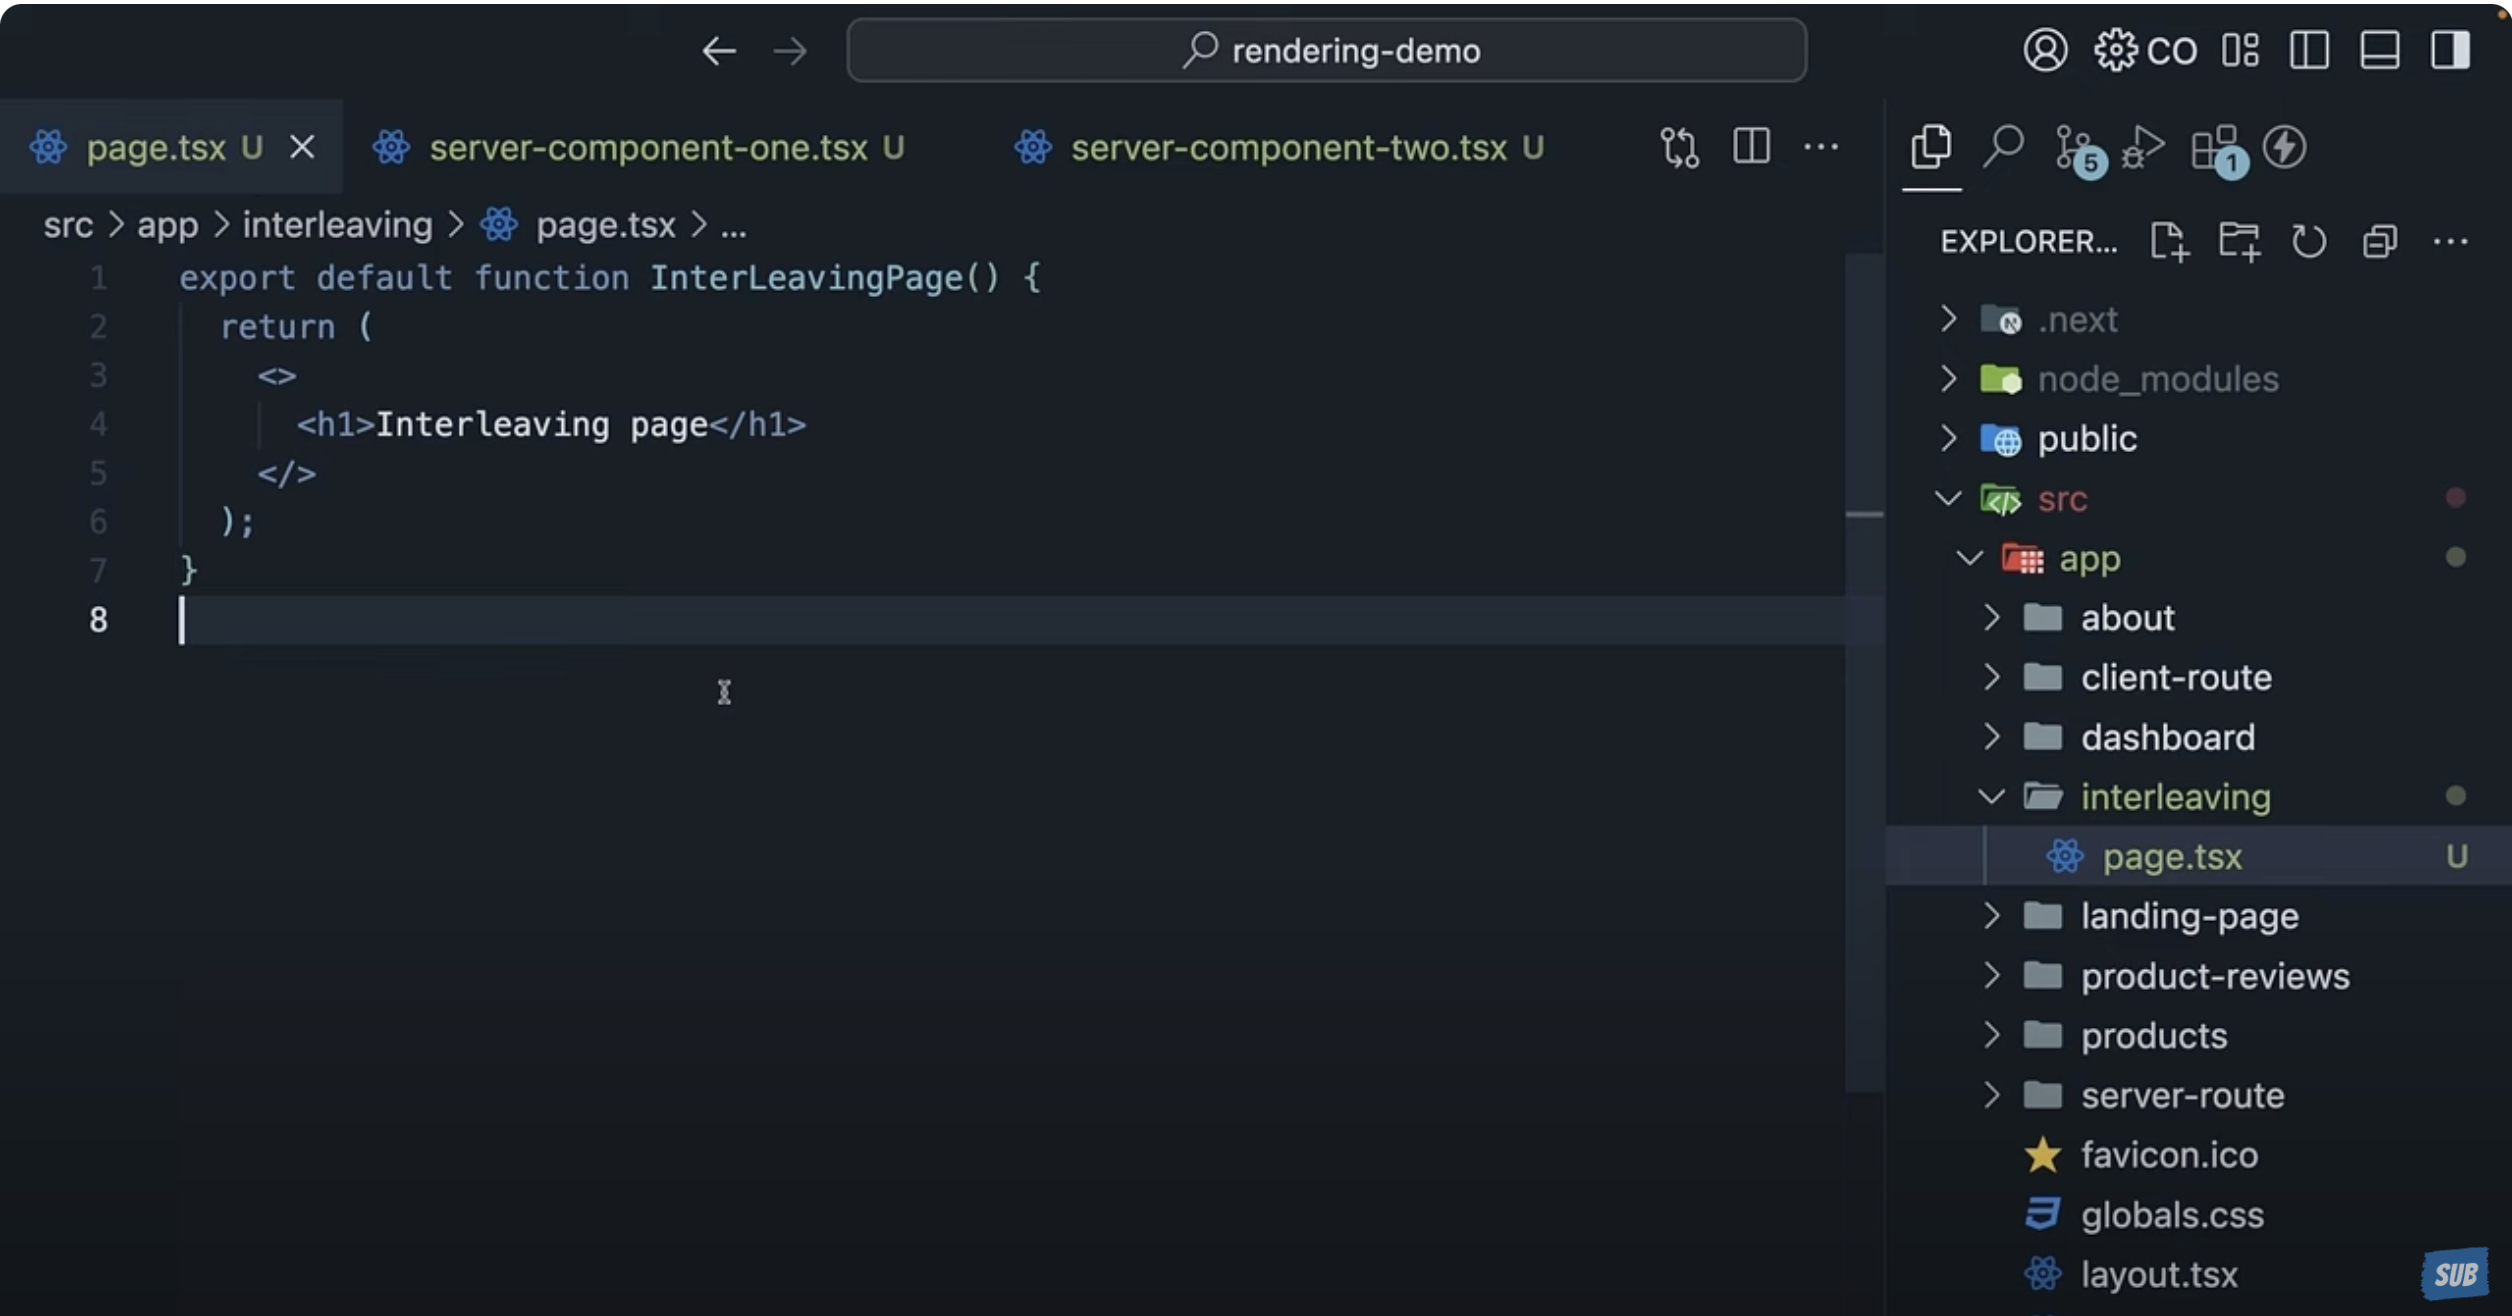 rendering-demo
CO
page.tsx U
server-component-one.tsx U
server-component-two.tsx U
5
1
src > app > interleaving > page.tsx > ...
1 export default function InterLeavingPage() {
2 return (
3 <>
4 <h1>Interleaving page</h1>
5 </>
6 );
7 }
8
EXPLORER...
.next
node_modules
public
src
app
about
client-route
dashboard
interleaving
page.tsx U
landing-page
product-reviews
products
server-route
favicon.ico
globals.css
layout.tsx
SUB